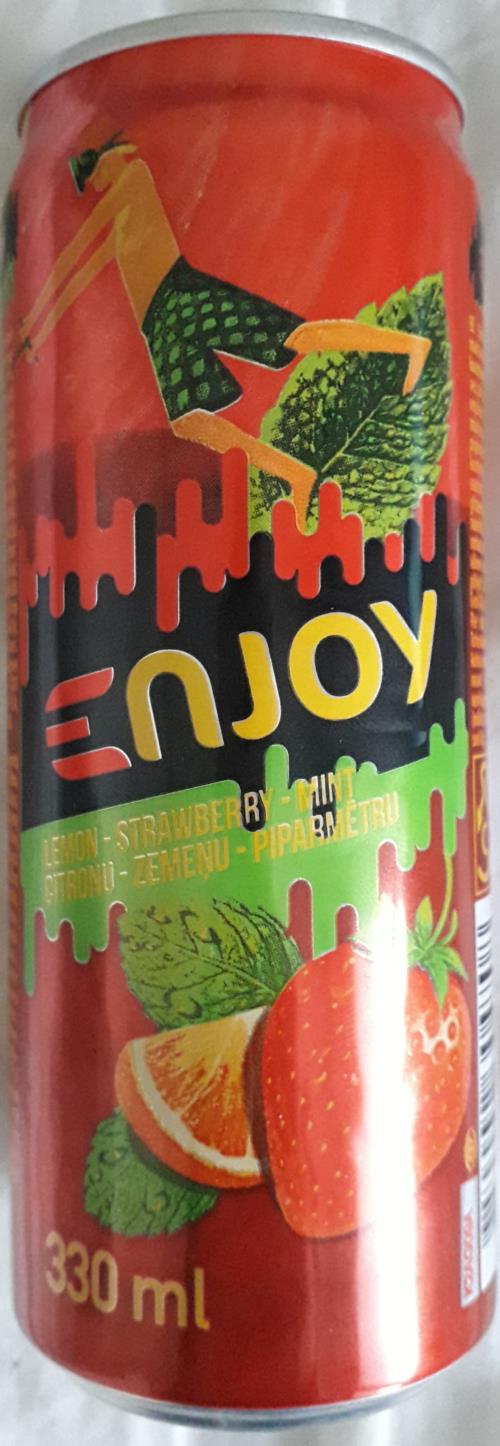 ENJOY
LEMON - STRAWBERRY - MINT
CITRONU - ZEMEŅU - PIPARMĒTRU
330 ml